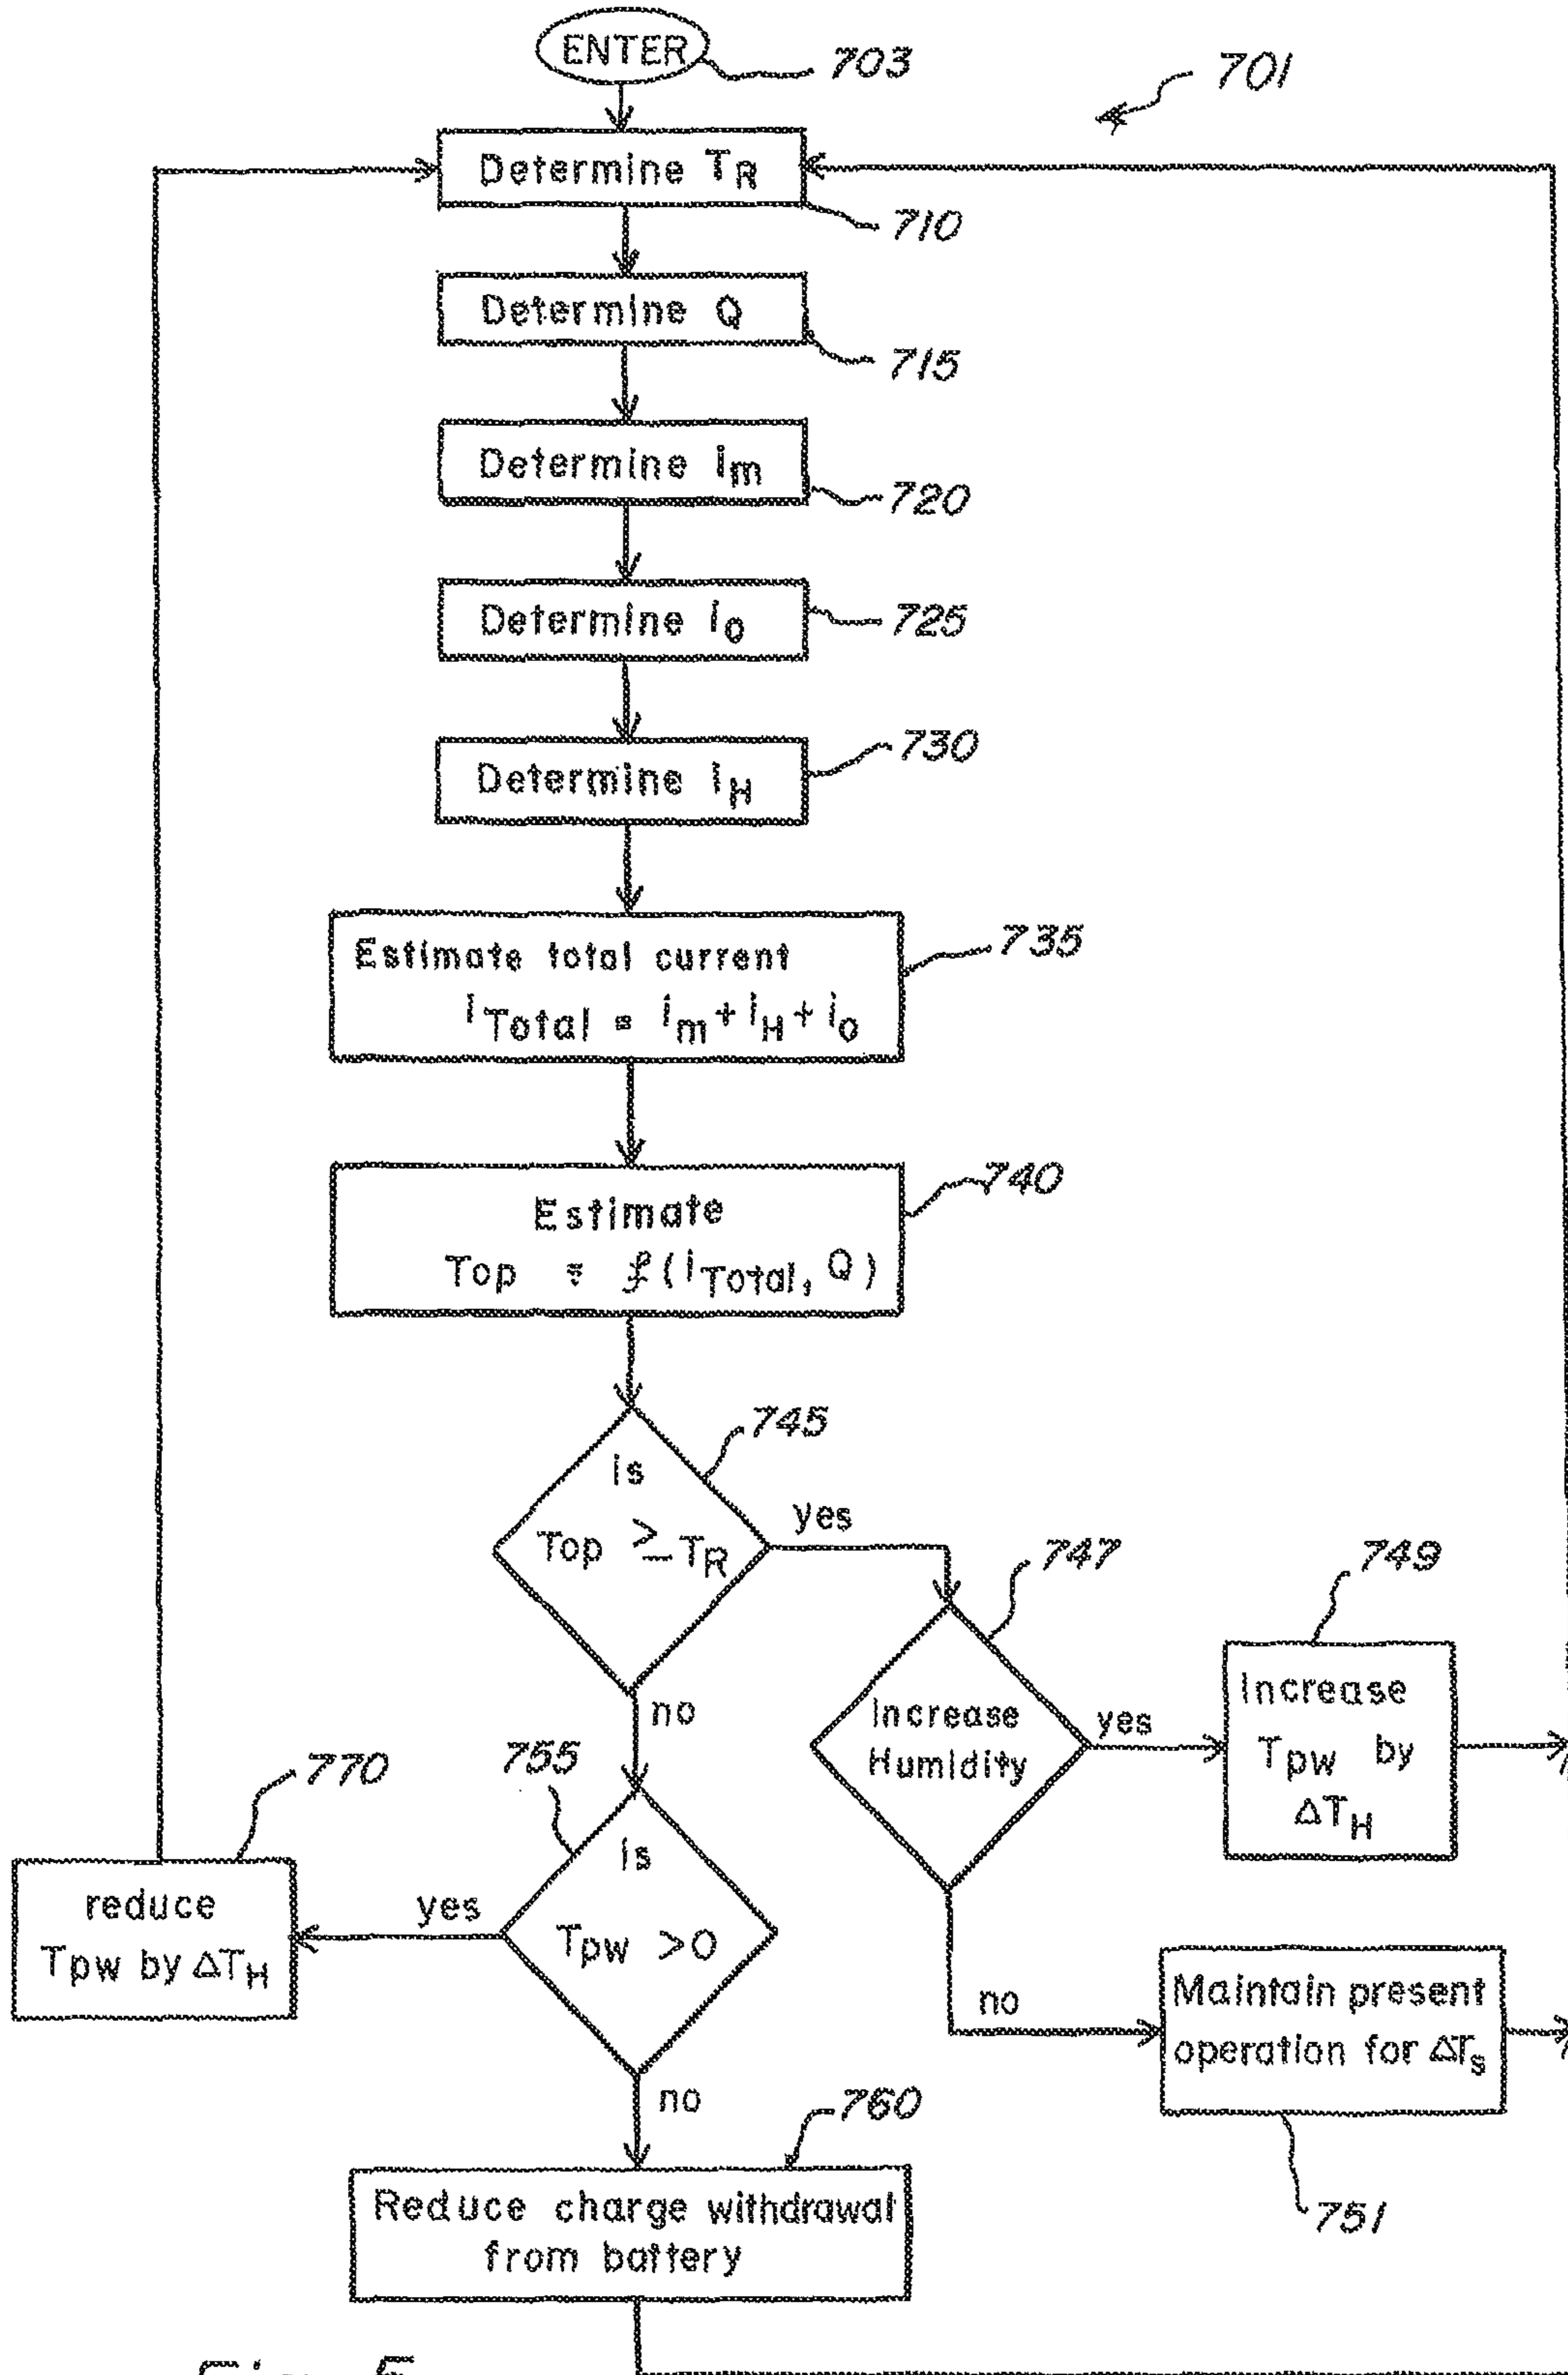 ENTER
703
701
Determine TR
710
Determine Q
715
Determine im
720
Determine io
725
Determine iH
730
Estimate total current
iTotal = im + iH + io
735
Estimate
Top = f(iTotal, Q)
740
is
Top ≥ TR
745
yes
no
Increase
Humidity
747
yes
no
Increase
Tpw by
ΔTH
749
Maintain present
operation for ΔTs
751
is
Tpw >0
755
yes
no
reduce
Tpw by ΔTH
770
Reduce charge withdrawal
from battery
760